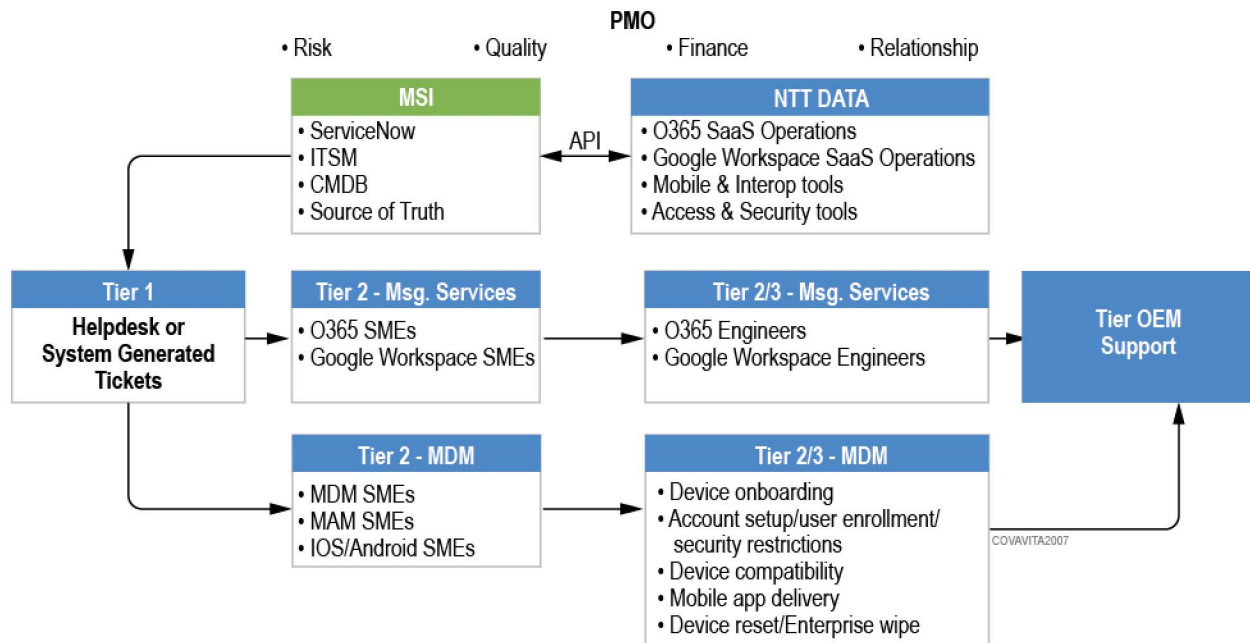 PMO
• Risk • Quality • Finance • Relationship
MSI
• ServiceNow
• ITSM
• CMDB
• Source of Truth
API
NTT DATA
• O365 SaaS Operations
• Google Workspace SaaS Operations
• Mobile & Interop tools
• Access & Security tools
Tier 1
Helpdesk or
System Generated
Tickets
Tier 2 - Msg. Services
• O365 SMEs
• Google Workspace SMEs
Tier 2/3 - Msg. Services
• O365 Engineers
• Google Workspace Engineers
Tier OEM
Support
Tier 2 - MDM
• MDM SMEs
• MAM SMEs
• IOS/Android SMEs
Tier 2/3 - MDM
• Device onboarding
• Account setup/user enrollment/
security restrictions
• Device compatibility
• Mobile app delivery
• Device reset/Enterprise wipe
COVAVITA2007